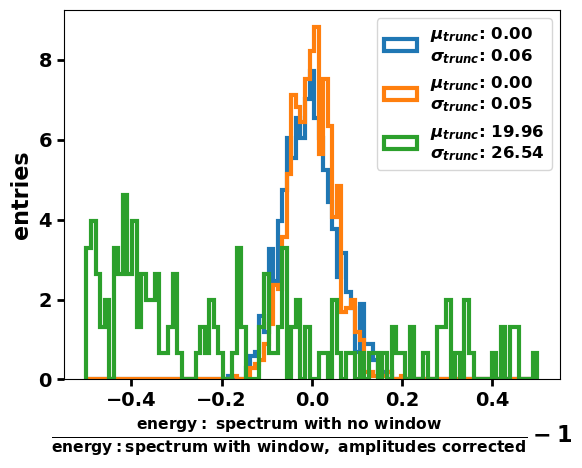 entries
8
6
4
2
0
μtrunc: 0.00
σtrunc: 0.06
μtrunc: 0.00
σtrunc: 0.05
μtrunc: 19.96
σtrunc: 26.54
−0.4 −0.2 0.0 0.2 0.4
energy: spectrum with no window
energy:spectrum with window, amplitudes corrected − 1